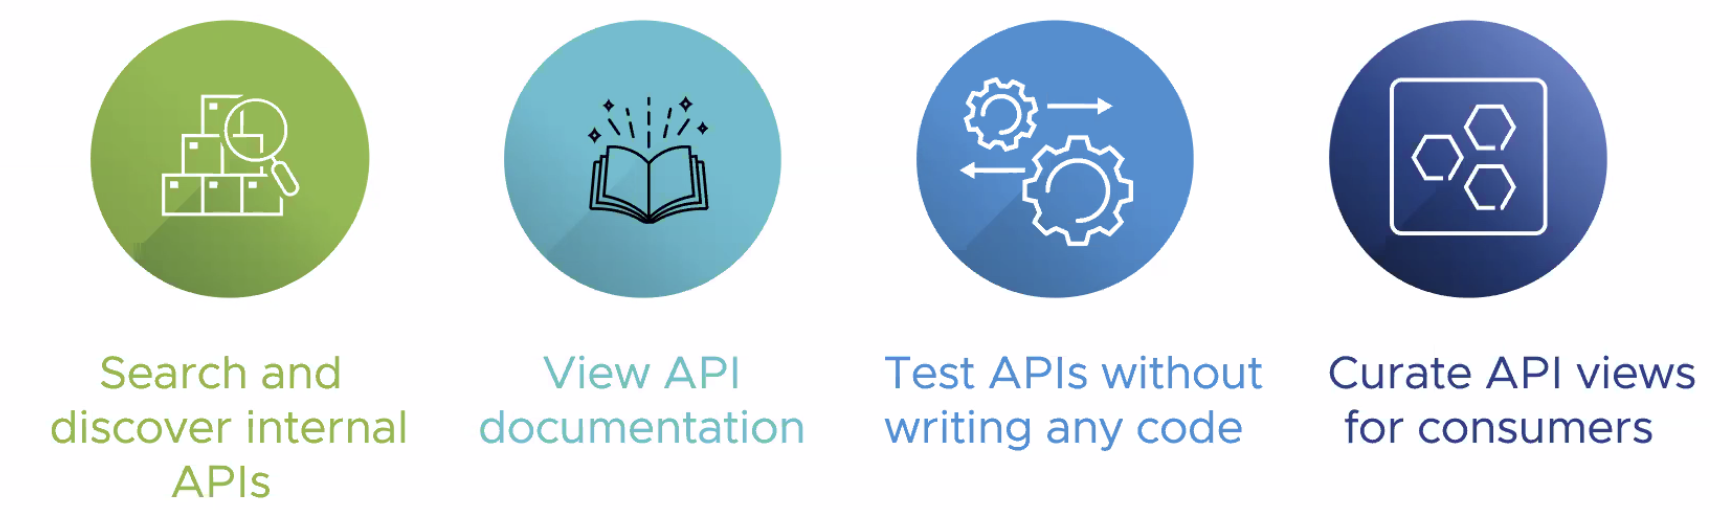 Search and
discover internal
APIs
View API
documentation
Test APIs without
writing any code
Curate API views
for consumers